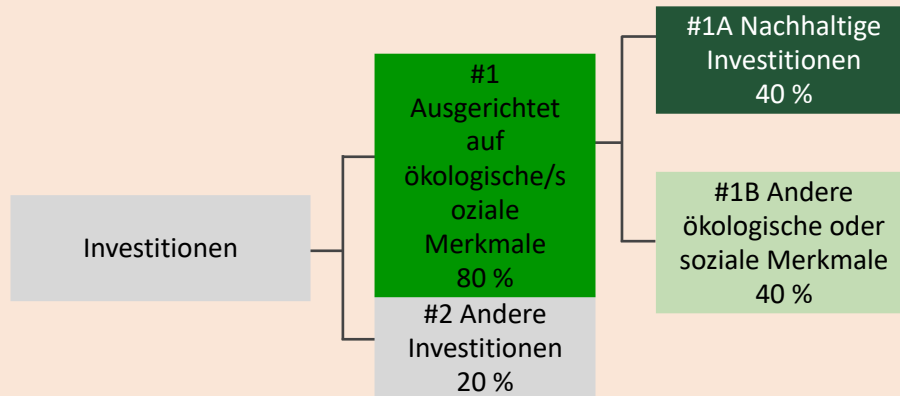 Investitionen
#1
Ausgerichtet
auf
ökologische/s
oziale
Merkmale
80 %
#2 Andere
Investitionen
20 %
#1A Nachhaltige
Investitionen
40 %
#1B Andere
ökologische oder
soziale Merkmale
40 %